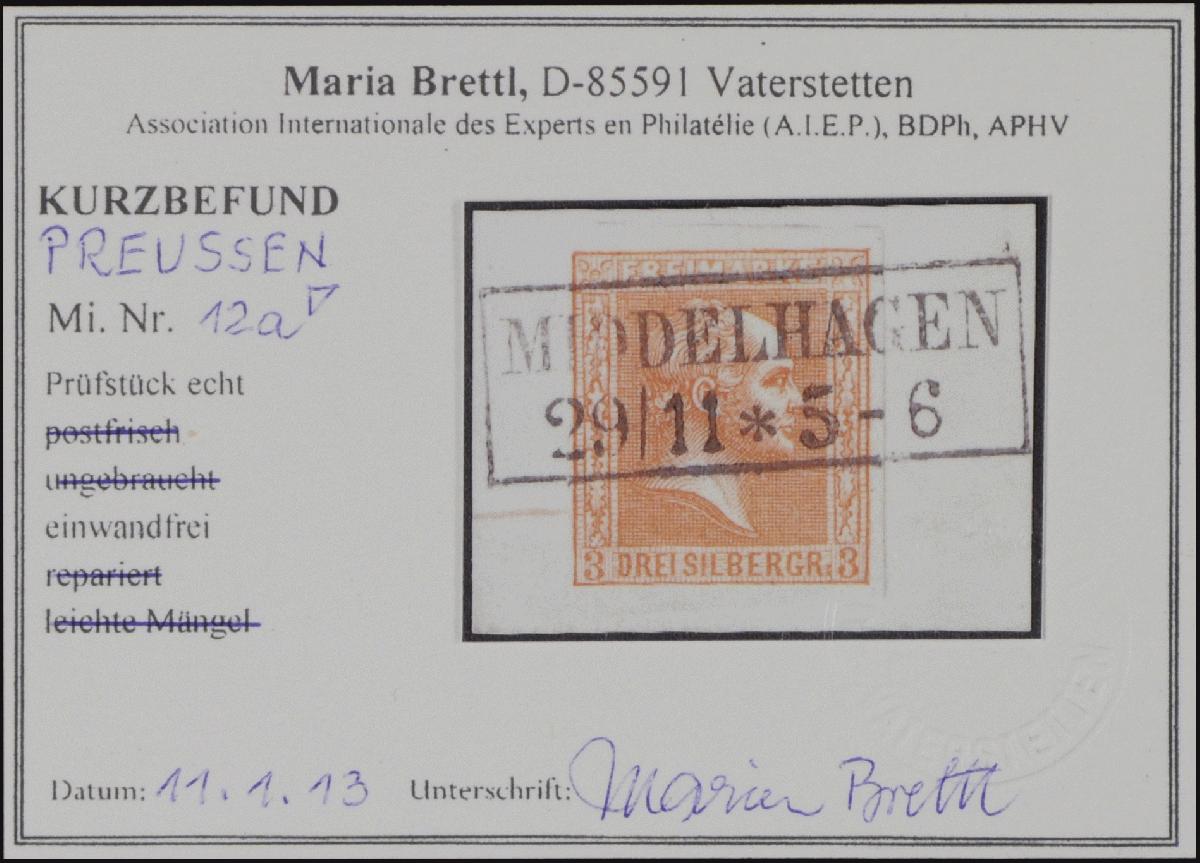 Maria Brettl, D-85591 Vaterstetten
Association Internationale des Experts en Philatélie (A.I.E.P.), BDPh, APHV
KURZBEFUND
PREUSSEN
Mi. Nr. 12a
Prüfstück echt
postfrisch
ungebraucht
einwandfrei
repariert
leichte Mängel
FREIMARKE
MIDDELHAGEN
29|11 * 5 - 6
3 DREI SILBERGR. 3
Datum: 11.1.13 Unterschrift: Maria Brettl